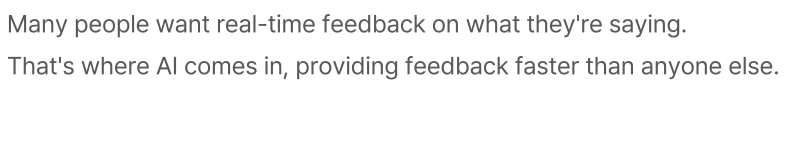 Many people want real-time feedback on what they're saying.
That's where AI comes in, providing feedback faster than anyone else.